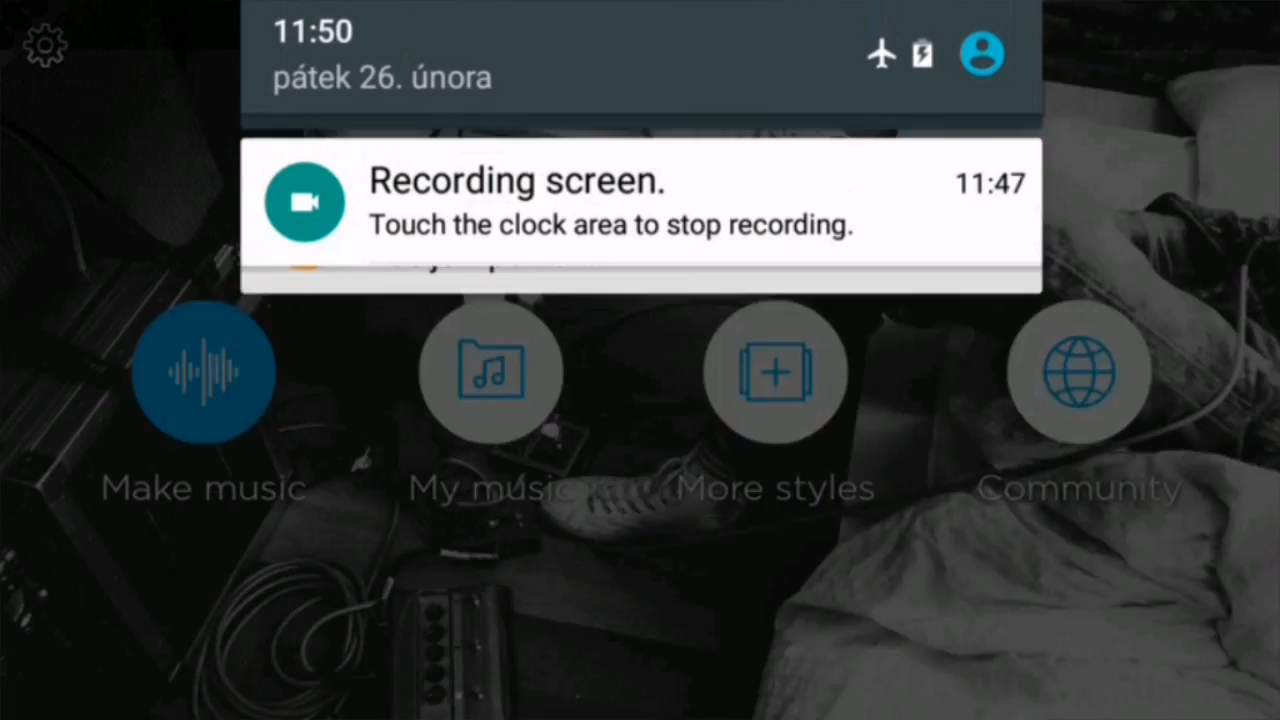 11:50
pátek 26. února
Recording screen.
11:47
Touch the clock area to stop recording.
Make music
My music
More styles
Community